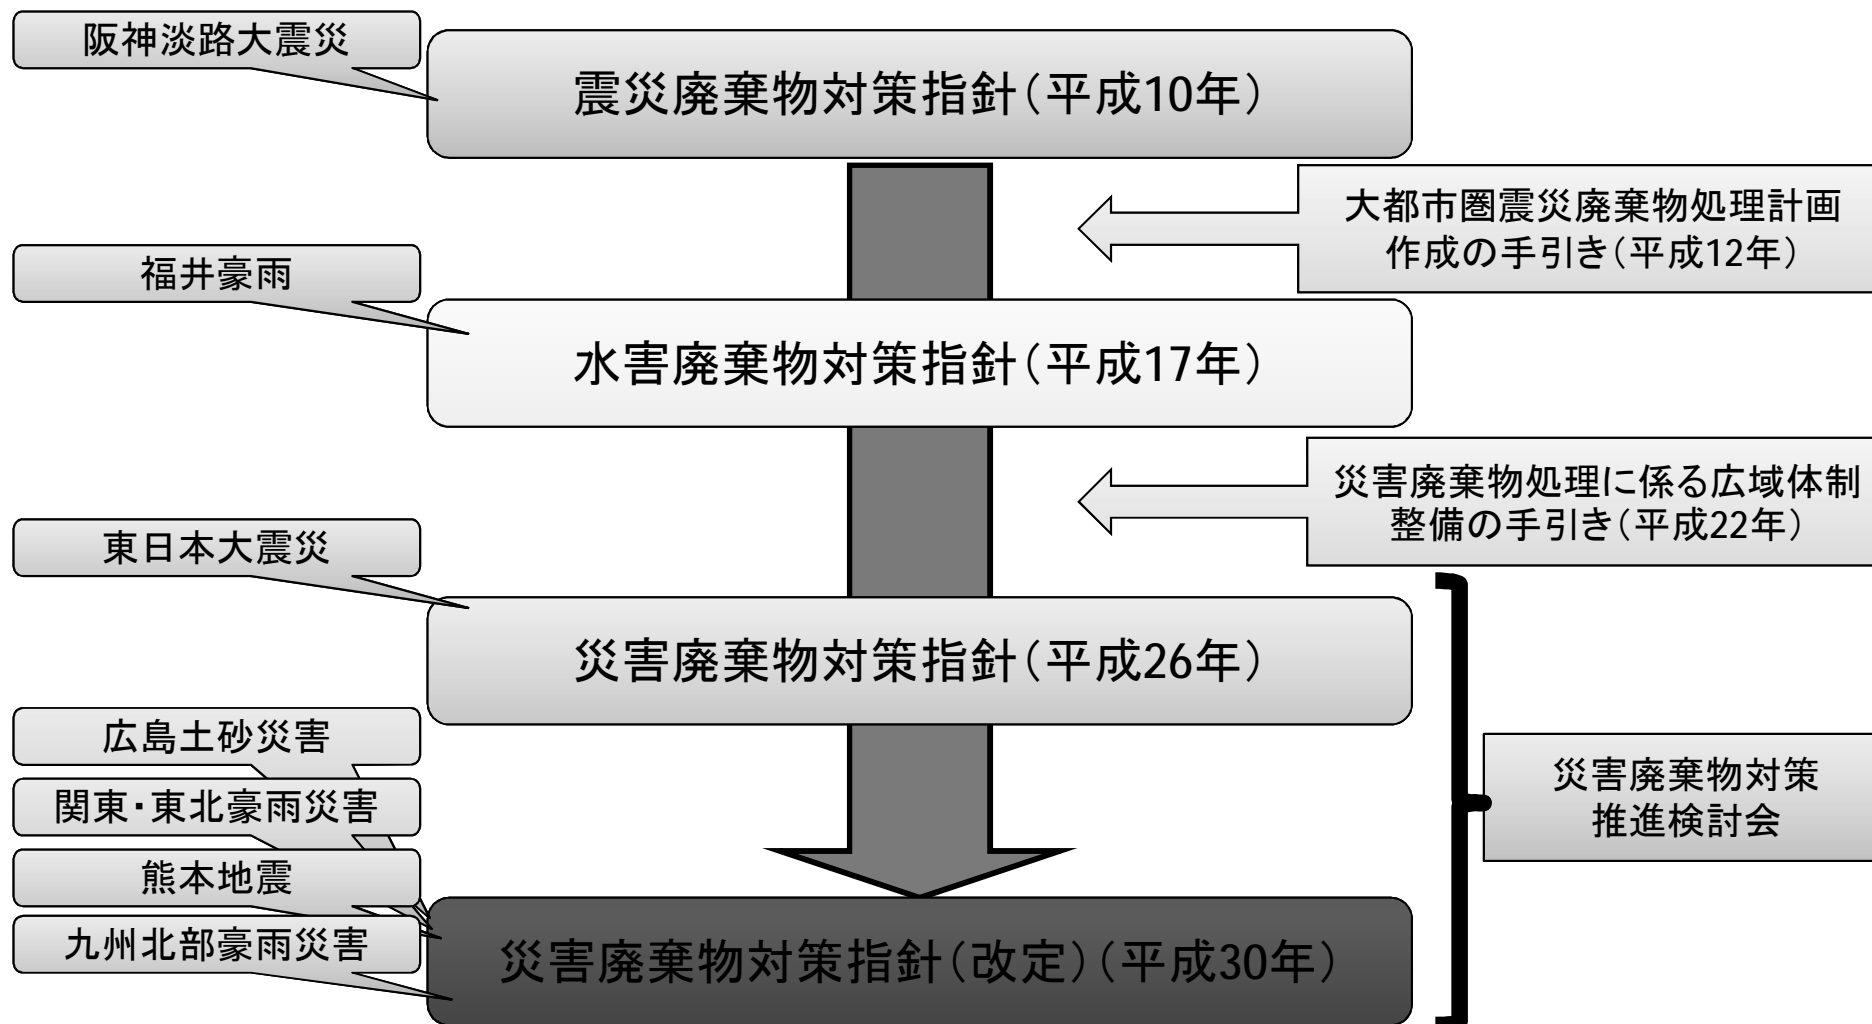 阪神淡路大震災
震災廃棄物対策指針(平成10年)
大都市圏震災廃棄物処理計画
作成の手引き(平成12年)
福井豪雨
水害廃棄物対策指針(平成17年)
災害廃棄物処理に係る広域体制
整備の手引き(平成22年)
東日本大震災
災害廃棄物対策指針(平成26年)
広島土砂災害
関東・東北豪雨災害
熊本地震
九州北部豪雨災害
災害廃棄物対策
推進検討会
災害廃棄物対策指針(改定)(平成30年)